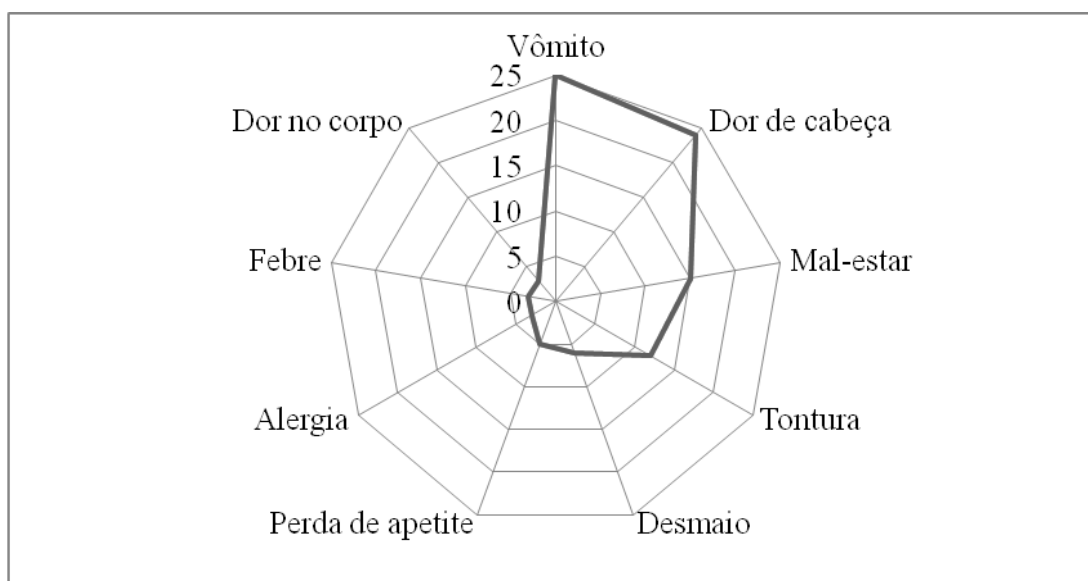 Vômito
25
Dor no corpo
Dor de cabeça
20
15
10
Febre
5
Mal-estar
0
Alergia
Tontura
Perda de apetite
Desmaio